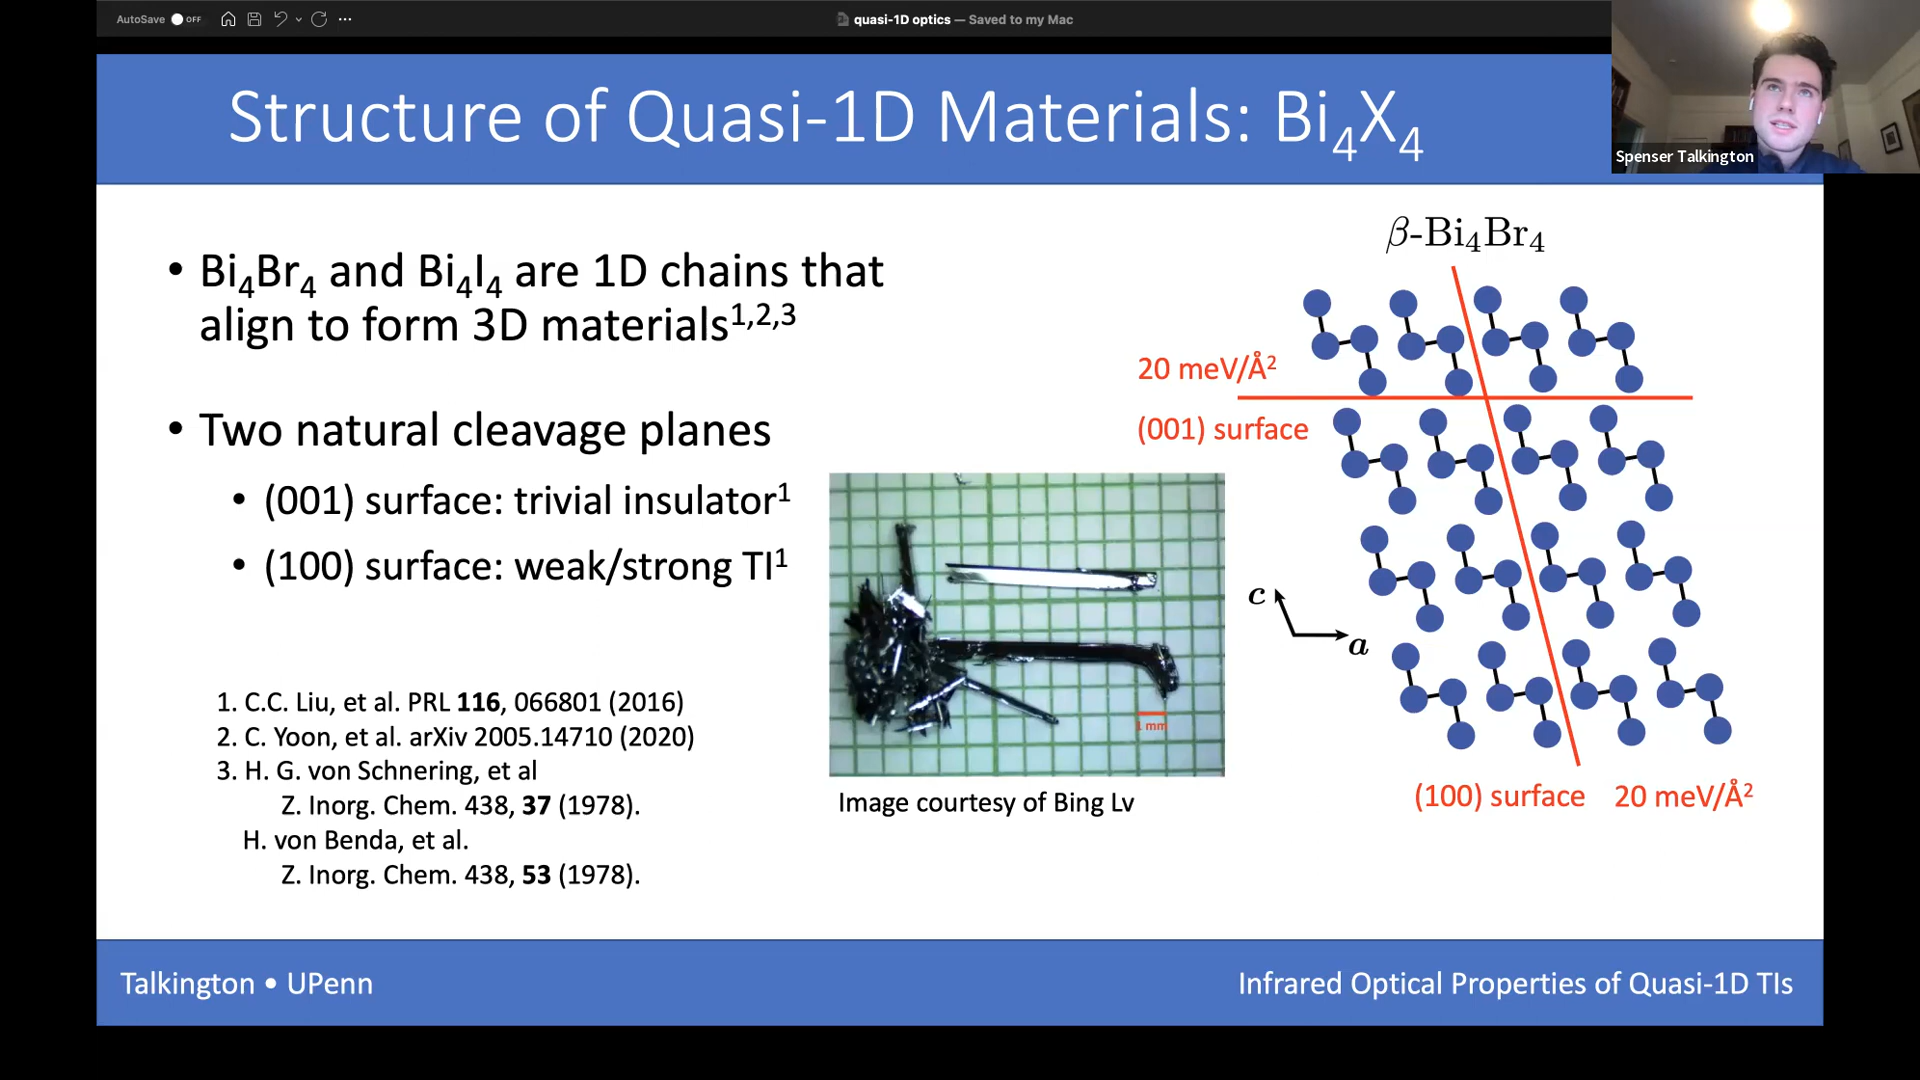 AutoSave OFF
quasi-1D optics — Saved to my Mac
Structure of Quasi-1D Materials: Bi₄X₄
Spenser Talkington
• Bi₄Br₄ and Bi₄I₄ are 1D chains that
align to form 3D materials¹,²,³
• Two natural cleavage planes
• (001) surface: trivial insulator¹
• (100) surface: weak/strong TI¹
1. C.C. Liu, et al. PRL 116, 066801 (2016)
2. C. Yoon, et al. arXiv 2005.14710 (2020)
3. H. G. von Schnering, et al
Z. Inorg. Chem. 438, 37 (1978).
H. von Benda, et al.
Z. Inorg. Chem. 438, 53 (1978).
1 mm
Image courtesy of Bing Lv
β-Bi₄Br₄
20 meV/Å²
(001) surface
c
a
(100) surface 20 meV/Å²
Talkington • UPenn
Infrared Optical Properties of Quasi-1D TIs